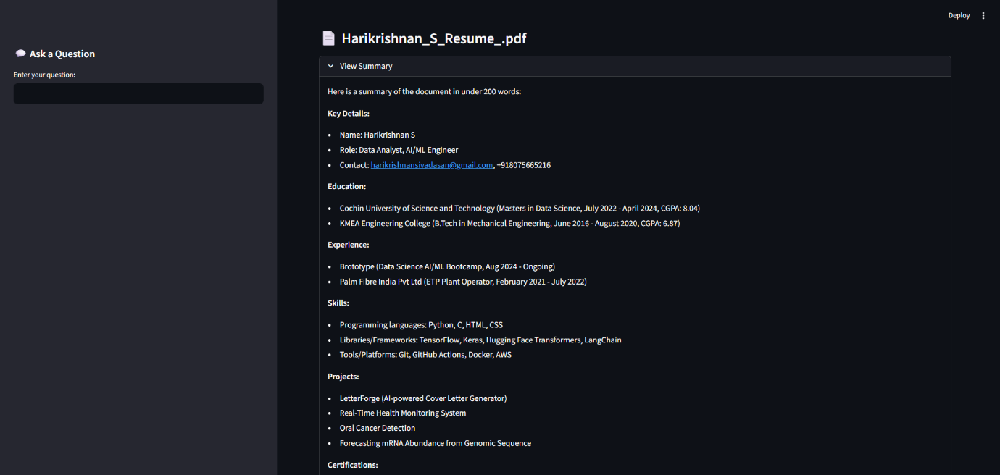 Deploy
Harikrishnan_S_Resume_.pdf
Ask a Question
Enter your question:
View Summary
Here is a summary of the document in under 200 words:
Key Details:
• Name: Harikrishnan S
• Role: Data Analyst, AI/ML Engineer
• Contact: harikrishnansivadasan@gmail.com, +918075665216
Education:
• Cochin University of Science and Technology (Masters in Data Science, July 2022 - April 2024, CGPA: 8.04)
• KMEA Engineering College (B.Tech in Mechanical Engineering, June 2016 - August 2020, CGPA: 6.87)
Experience:
• Brototype (Data Science AI/ML Bootcamp, Aug 2024 - Ongoing)
• Palm Fibre India Pvt Ltd (ETP Plant Operator, February 2021 - July 2022)
Skills:
• Programming languages: Python, C, HTML, CSS
• Libraries/Frameworks: TensorFlow, Keras, Hugging Face Transformers, LangChain
• Tools/Platforms: Git, GitHub Actions, Docker, AWS
Projects:
• LetterForge (AI-powered Cover Letter Generator)
• Real-Time Health Monitoring System
• Oral Cancer Detection
• Forecasting mRNA Abundance from Genomic Sequence
Certifications: